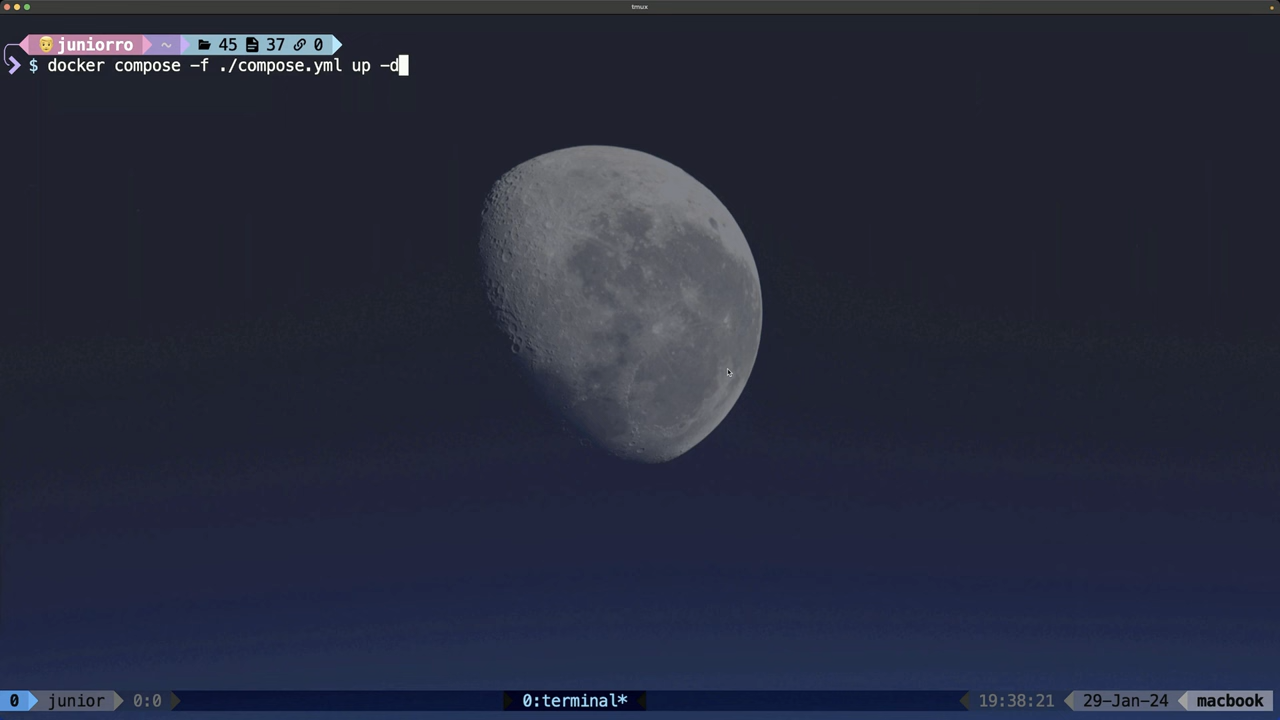 tmux
juniorro ~ 45 37 0
$ docker compose -f ./compose.yml up -d
0 junior 0:0 0:terminal* 19:38:21 29-Jan-24 macbook